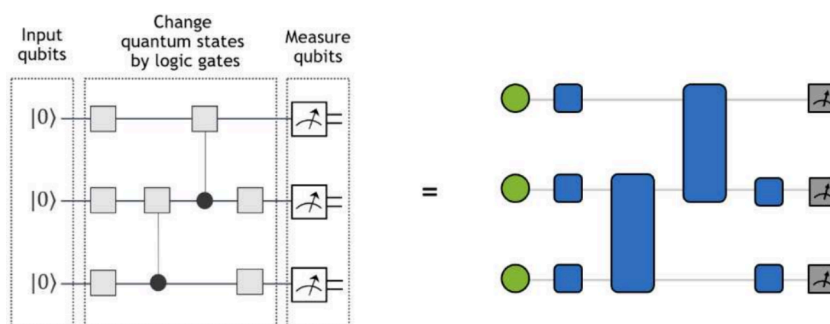 Input
qubits
Change
quantum states
by logic gates
Measure
qubits
|0⟩
|0⟩
|0⟩
=